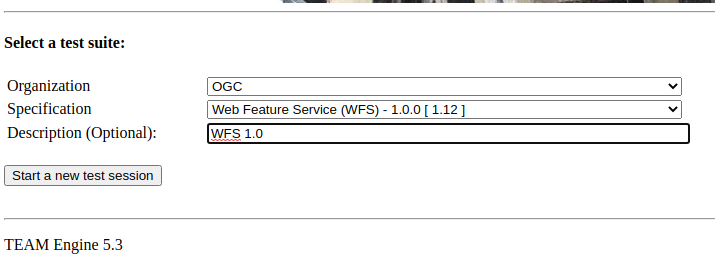 Select a test suite:
Organization OGC
Specification Web Feature Service (WFS) - 1.0.0 [ 1.12 ]
Description (Optional): WFS 1.0
Start a new test session
TEAM Engine 5.3